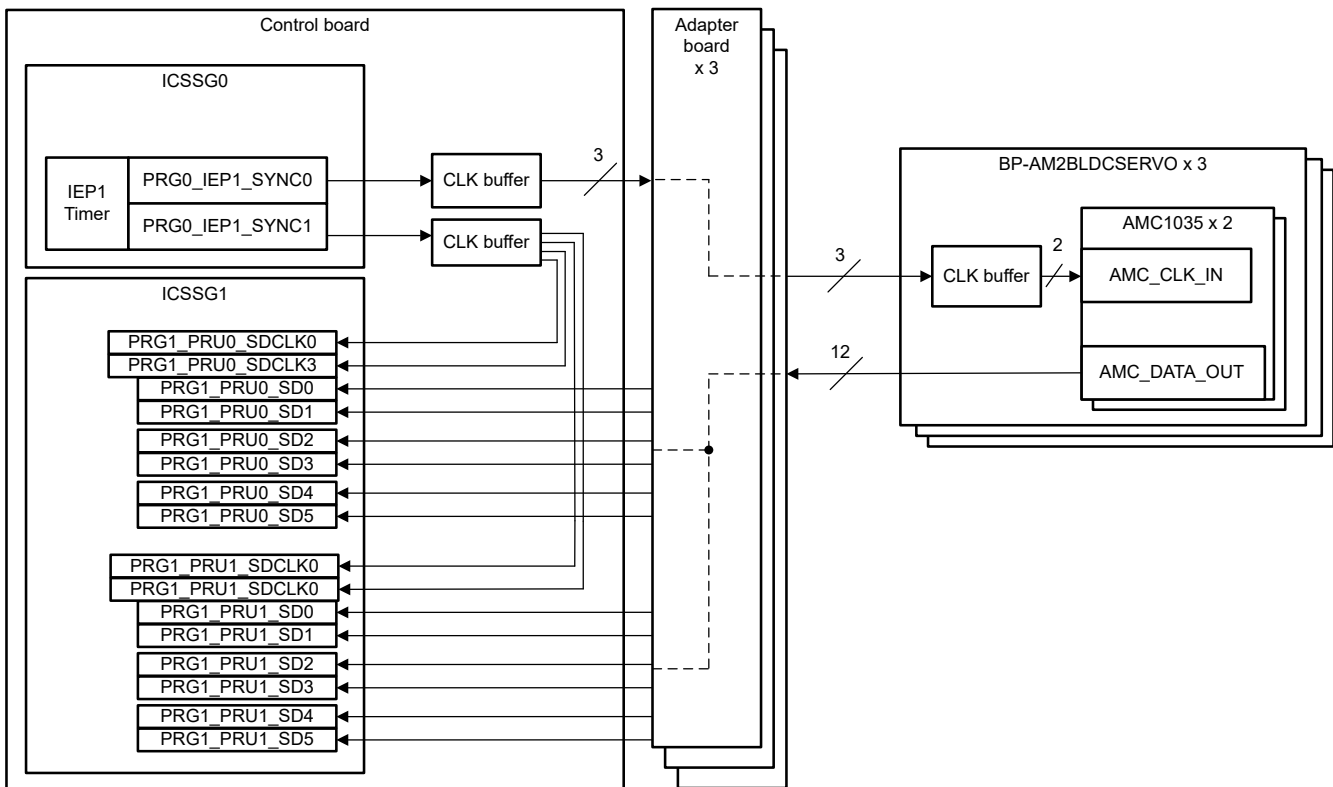 Control board
ICSSG0
IEP1
Timer
PRG0_IEP1_SYNC0
PRG0_IEP1_SYNC1
CLK buffer
CLK buffer
3
ICSSG1
PRG1_PRU0_SDCLK0
PRG1_PRU0_SDCLK3
PRG1_PRU0_SD0
PRG1_PRU0_SD1
PRG1_PRU0_SD2
PRG1_PRU0_SD3
PRG1_PRU0_SD4
PRG1_PRU0_SD5
PRG1_PRU1_SDCLK0
PRG1_PRU1_SDCLK0
PRG1_PRU1_SD0
PRG1_PRU1_SD1
PRG1_PRU1_SD2
PRG1_PRU1_SD3
PRG1_PRU1_SD4
PRG1_PRU1_SD5
Adapter
board
x 3
3
12
BP-AM2BLDCSERVO x 3
CLK buffer
2
AMC1035 x 2
AMC_CLK_IN
AMC_DATA_OUT